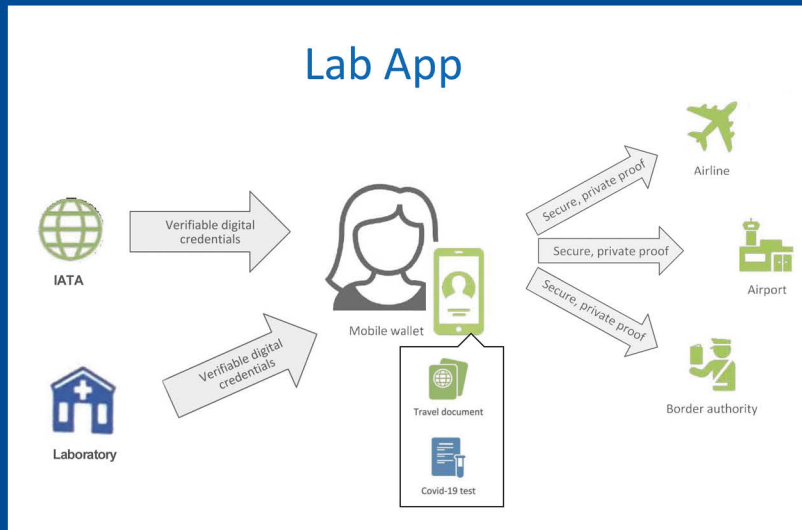 Lab App
IATA
Verifiable digital
credentials
Laboratory
Verifiable digital
credentials
Mobile wallet
Travel document
Covid-19 test
Secure, private proof
Airline
Secure, private proof
Airport
Secure, private proof
Border authority